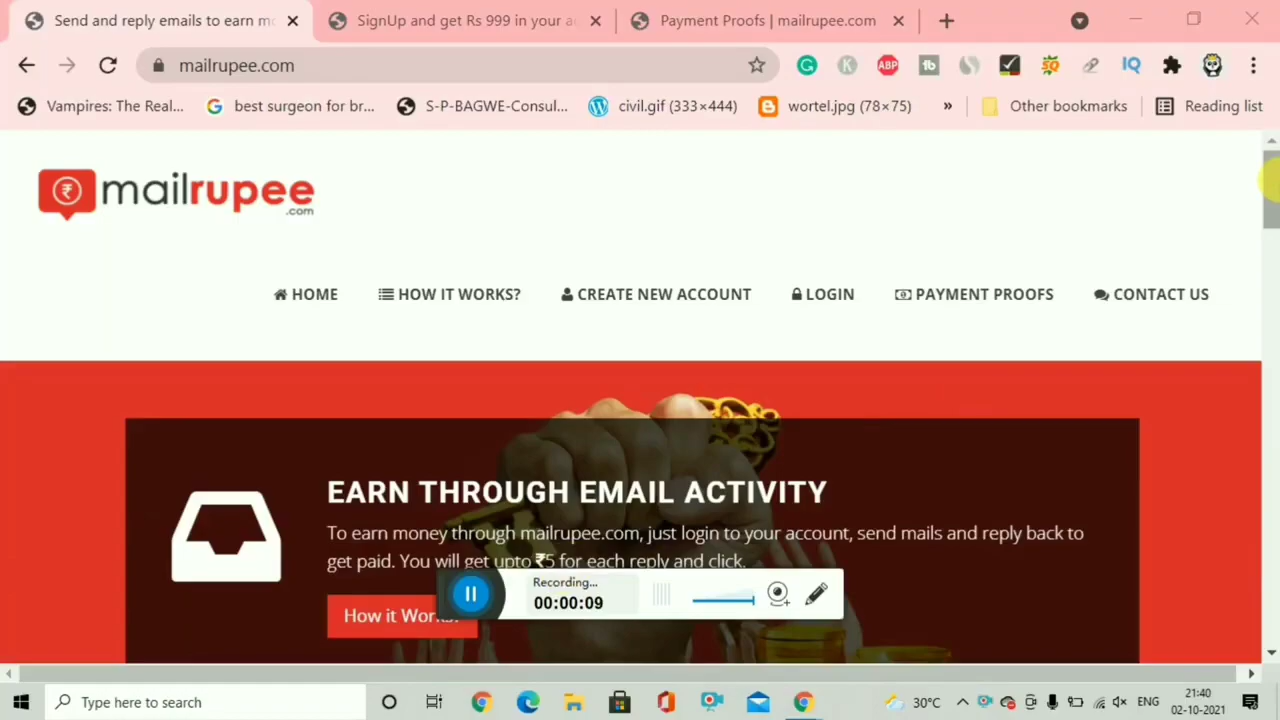 Send and reply emails to earn mo
SignUp and get Rs 999 in your a
Payment Proofs | mailrupee.com
mailrupee.com
ABP
tb
SQ
IQ
Vampires: The Real...
best surgeon for br...
S-P-BAGWE-Consul...
civil.gif (333×444)
wortel.jpg (78×75)
»
Other bookmarks
Reading list
mailrupee
.com
HOME
HOW IT WORKS?
CREATE NEW ACCOUNT
LOGIN
PAYMENT PROOFS
CONTACT US
EARN THROUGH EMAIL ACTIVITY
To earn money through mailrupee.com, just login to your account, send mails and reply back to
get paid. You will get upto ₹5 for each reply and click.
Recording...
00:00:09
How it
Type here to search
30°C
ENG
21:40
02-10-2021